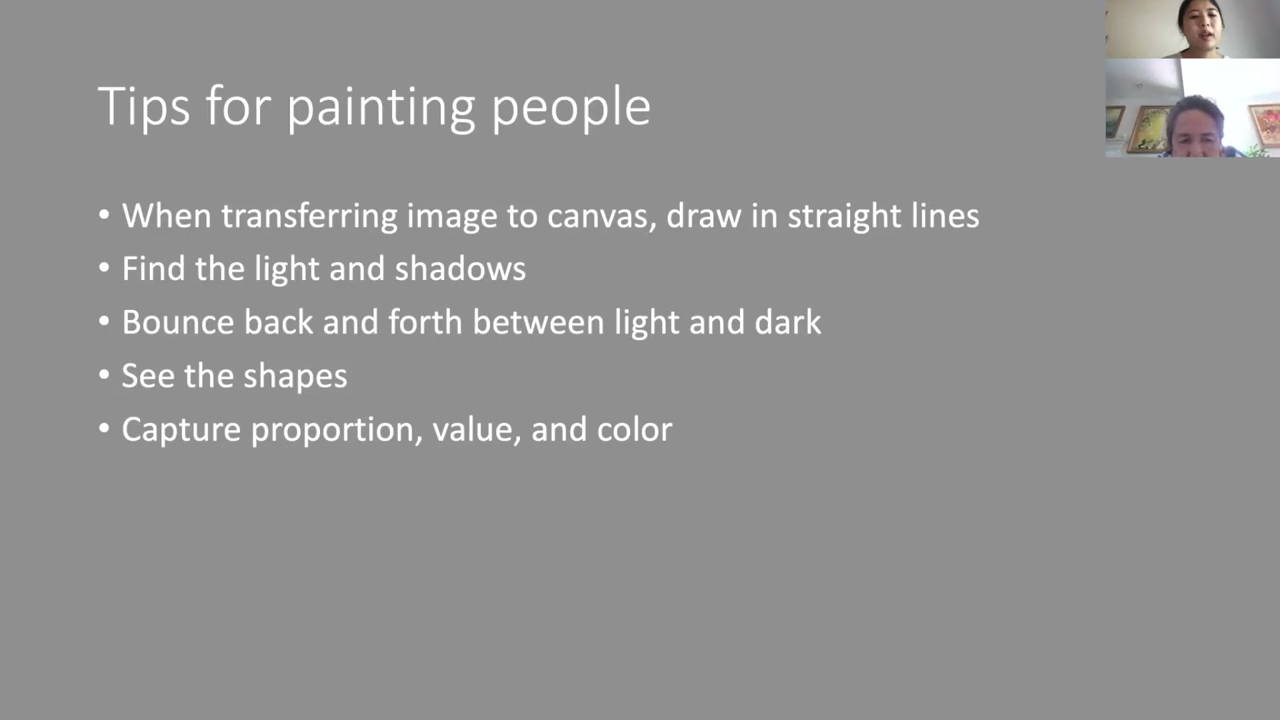 Tips for painting people
• When transferring image to canvas, draw in straight lines
• Find the light and shadows
• Bounce back and forth between light and dark
• See the shapes
• Capture proportion, value, and color